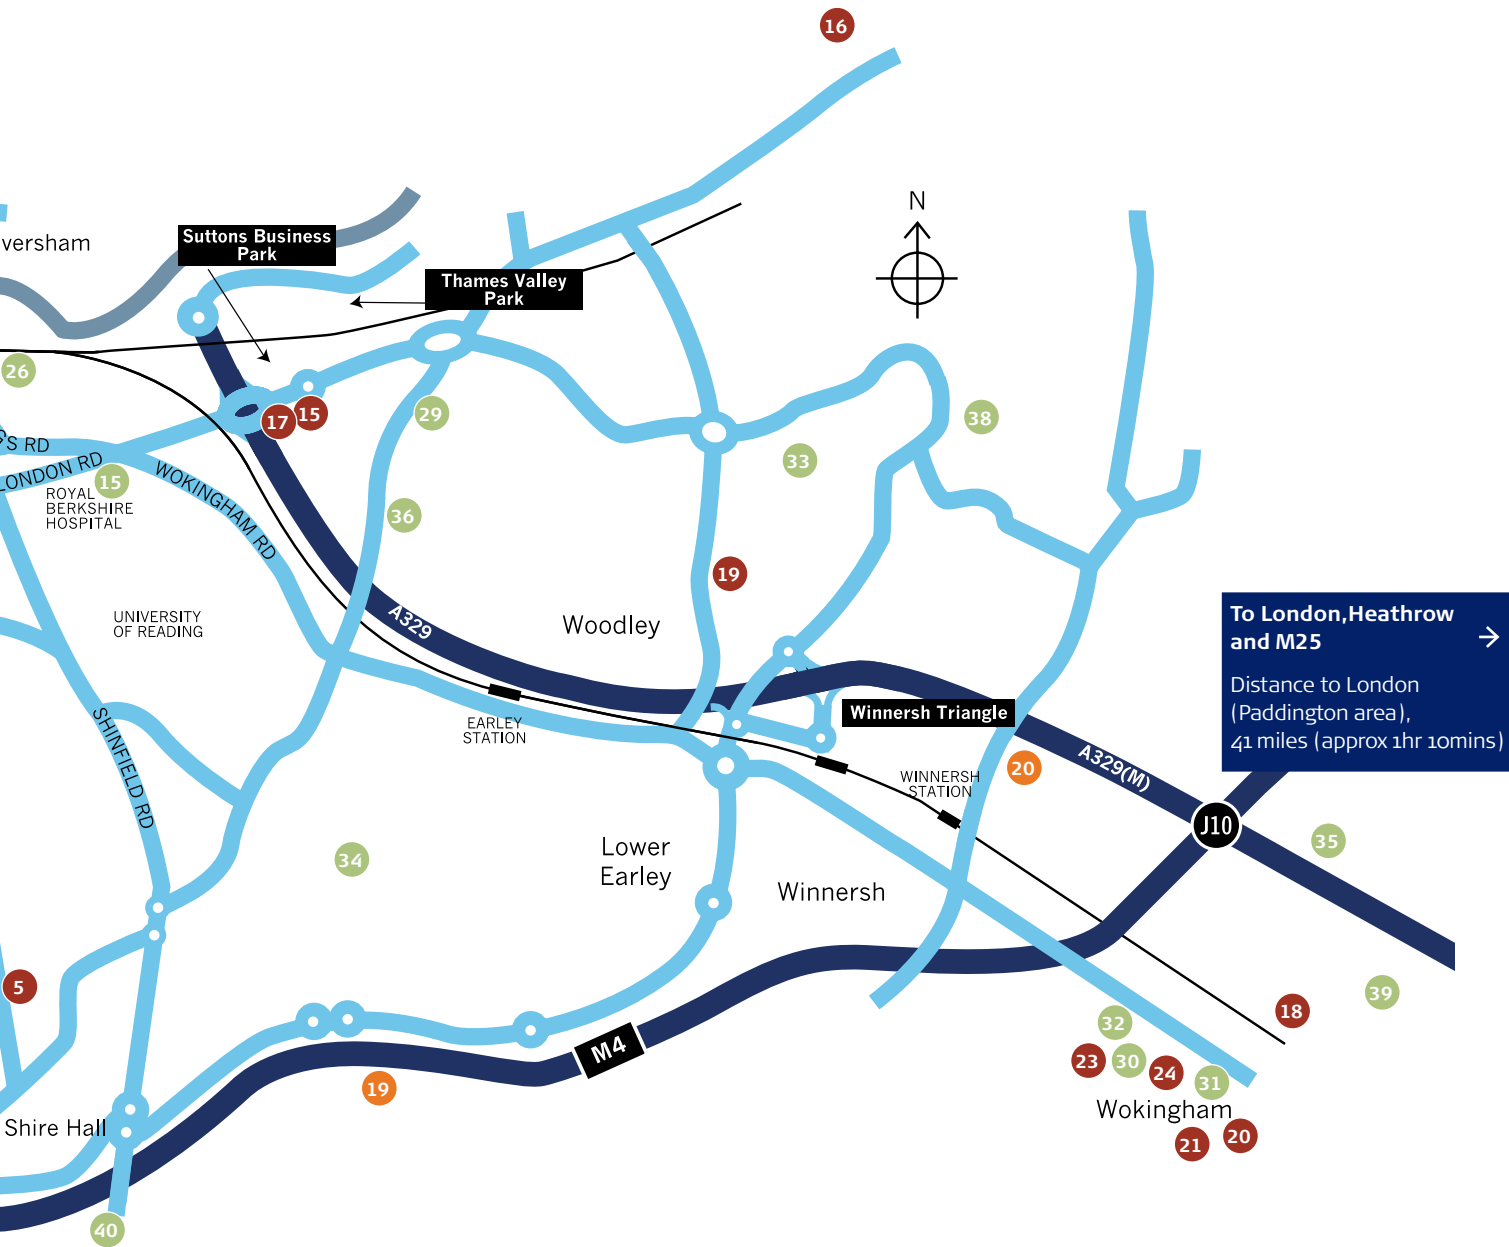 16
N
versham
Suttons Business
Park
Thames Valley
Park
26
17
15
29
38
33
S RD
LONDON RD
15
WOKINGHAM RD
ROYAL
BERKSHIRE
HOSPITAL
36
19
A329
UNIVERSITY
OF READING
Woodley
To London,Heathrow
and M25
Distance to London
(Paddington area),
41 miles (approx 1hr 10mins)
Winnersh Triangle
EARLEY
STATION
SHINFIELD RD
WINNERSH
STATION
20
A329(M)
J10
35
34
Lower
Earley
Winnersh
5
39
18
32
M4
23
30
24
31
19
Wokingham
Shire Hall
21
20
40